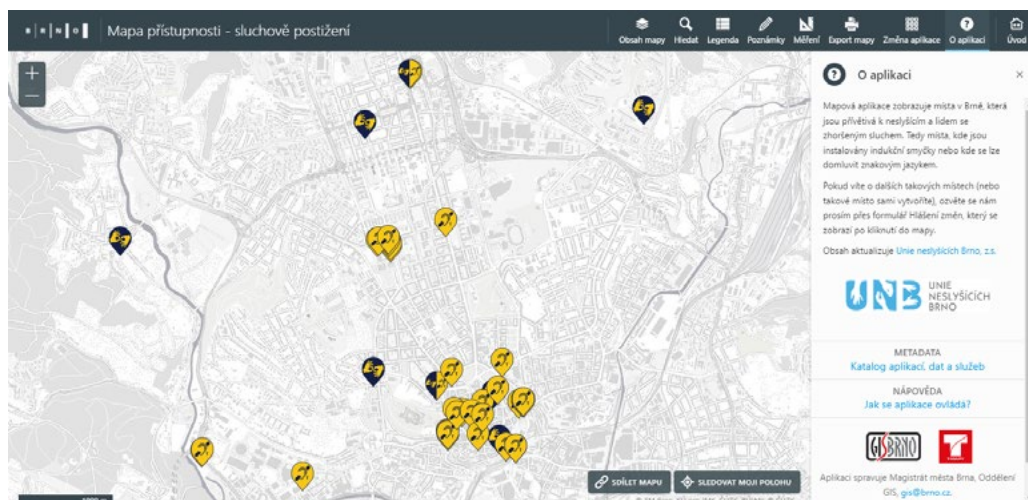 BRNO
Mapa přístupnosti - sluchové postižení
Obsah mapy
Hledat
Legenda
Poznámky
Měření
Export mapy
Změna aplikace
O aplikaci
Úvod
+
−
O aplikaci
×
Mapová aplikace zobrazuje místa v Brně, která
jsou přívětivá k neslyšícím a lidem se
zhoršeným sluchem. Tedy místa, kde jsou
instalovány indukční smyčky nebo kde se lze
domluvit znakovým jazykem.
Pokud víte o dalších takových místech (nebo
takové místo sami vytvoříte), ozvěte se nám
prosím přes formulář Hlášení změn, který se
zobrazí po kliknutí do mapy.
Obsah aktualizuje Unie neslyšících Brno, z.s.
UNB
UNIE
NESLYŠÍCÍCH
BRNO
METADATA
Katalog aplikací, dat a služeb
NÁPOVĚDA
Jak se aplikace ovládá?
GISBRNO
T
SDÍLET MAPU
SLEDOVAT MOJI POLOHU
Aplikaci spravuje Magistrát města Brna, Oddělení
GIS, gis@brno.cz.